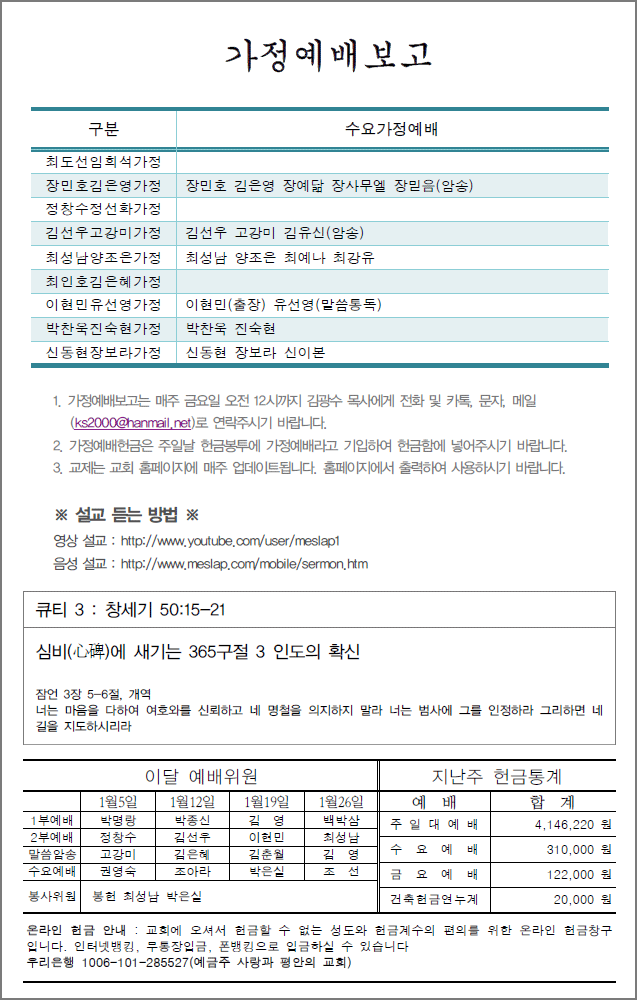 가정예배보고
구분 수요가정예배
최도선임희석가정
장민호김은영가정 장민호 김은영 장예닮 장사무엘 장믿음(암송)
정창수정선화가정
김선우고강미가정 김선우 고강미 김유신(암송)
최성남양조은가정 최성남 양조은 최예나 최강유
최인호김은혜가정
이현민유선영가정 이현민(출장) 유선영(말씀통독)
박찬욱진숙현가정 박찬욱 진숙현
신동현장보라가정 신동현 장보라 신이본
1. 가정예배보고는 매주 금요일 오전 12시까지 김광수 목사에게 전화 및 카톡, 문자, 메일
(ks2000@hanmail.net)로 연락주시기 바랍니다.
2. 가정예배헌금은 주일날 헌금봉투에 가정예배라고 기입하여 헌금함에 넣어주시기 바랍니다.
3. 교제는 교회 홈페이지에 매주 업데이트됩니다. 홈페이지에서 출력하여 사용하시기 바랍니다.
※ 설교 듣는 방법 ※
영상 설교 : http://www.youtube.com/user/meslap1
음성 설교 : http://www.meslap.com/mobile/sermon.htm
큐티 3 : 창세기 50:15-21
심비(心碑)에 새기는 365구절 3 인도의 확신
잠언 3장 5-6절, 개역
너는 마음을 다하여 여호와를 신뢰하고 네 명철을 의지하지 말라 너는 범사에 그를 인정하라 그리하면 네
길을 지도하시리라
이달 예배위원 지난주 헌금통계
1월5일 1월12일 1월19일 1월26일 예 배 합 계
1부예배 박명랑 박종신 김 영 백박삼 주 일 대 예 배 4,146,220 원
2부예배 정창수 김선우 이현민 최성남
수 요 예 배 310,000 원
말씀암송 고강미 김은혜 김춘월 김 영
수요예배 권영숙 조아라 박은실 조 선 금 요 예 배 122,000 원
봉사위원 봉헌 최성남 박은실 건축헌금연누계 20,000 원
온라인 헌금 안내 : 교회에 오셔서 헌금할 수 없는 성도와 헌금계수의 편의를 위한 온라인 헌금창구
입니다. 인터넷뱅킹, 무통장입금, 폰뱅킹으로 입금하실 수 있습니다
우리은행 1006-101-285527(예금주 사랑과 평안의 교회)